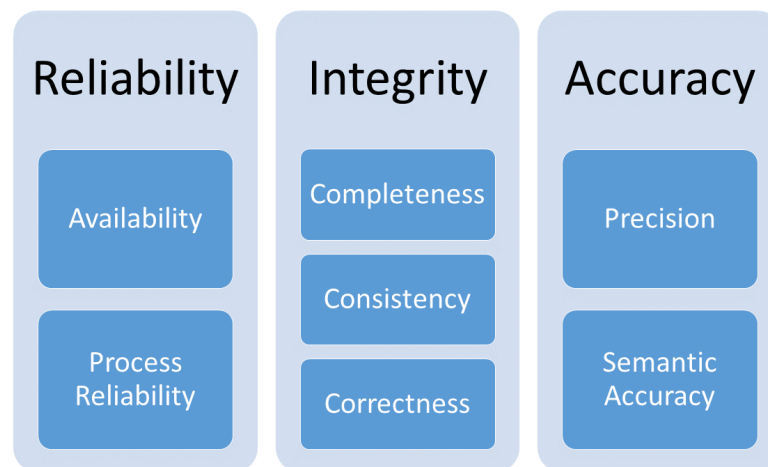 Reliability
Availability
Process
Reliability
Integrity
Completeness
Consistency
Correctness
Accuracy
Precision
Semantic
Accuracy